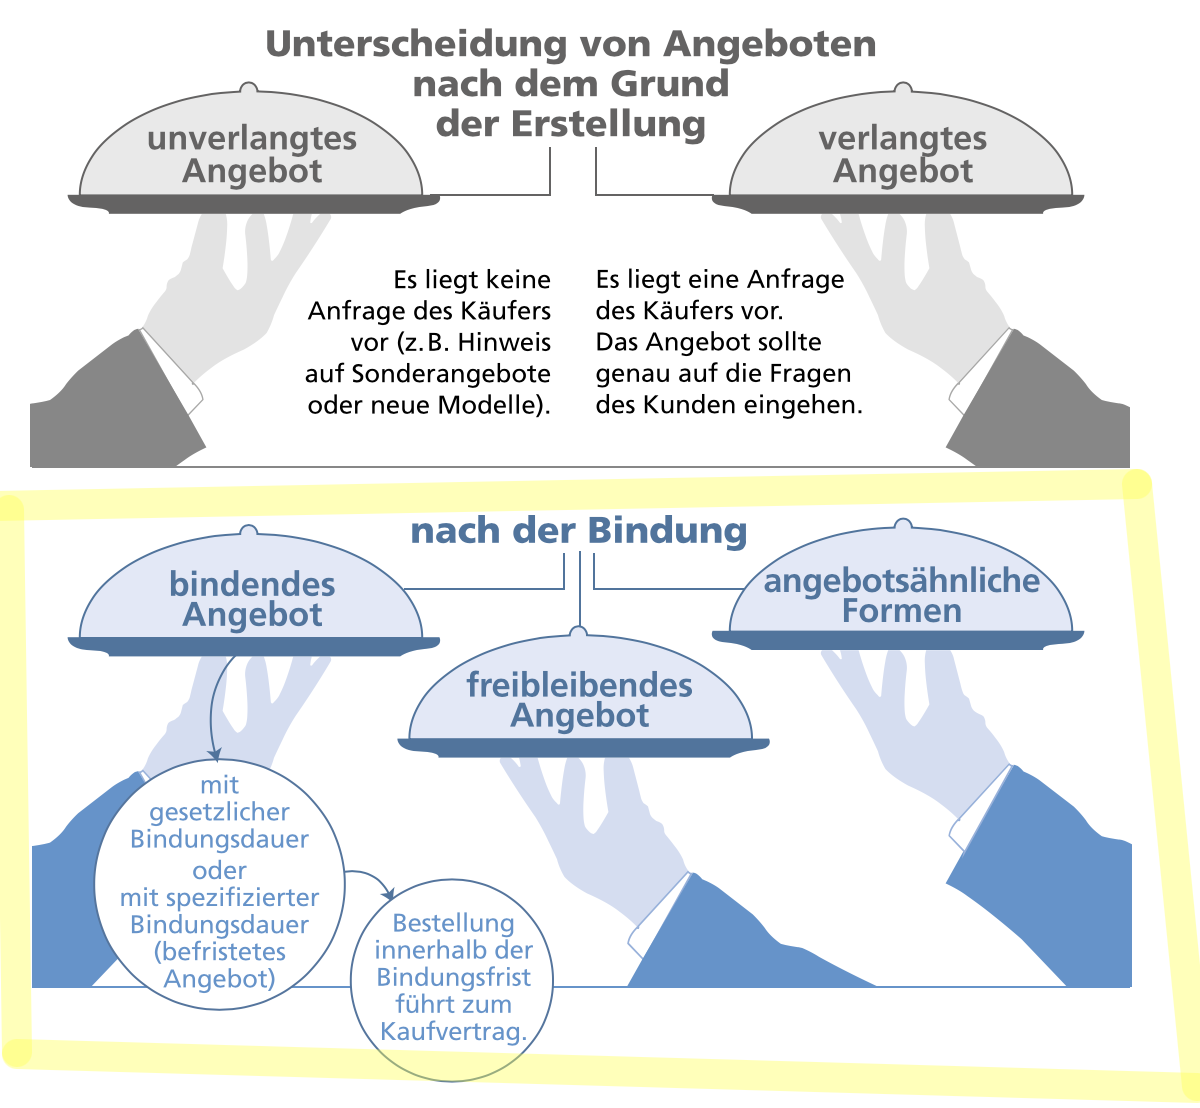 Unterscheidung von Angeboten
nach dem Grund
der Erstellung
unverlangtes
Angebot
verlangtes
Angebot
Es liegt keine
Anfrage des Käufers
vor (z. B. Hinweis
auf Sonderangebote
oder neue Modelle).
Es liegt eine Anfrage
des Käufers vor.
Das Angebot sollte
genau auf die Fragen
des Kunden eingehen.
nach der Bindung
bindendes
Angebot
freibleibendes
Angebot
angebotsähnliche
Formen
mit
gesetzlicher
Bindungsdauer
oder
mit spezifizierter
Bindungsdauer
(befristetes
Angebot)
Bestellung
innerhalb der
Bindungsfrist
führt zum
Kaufvertrag.